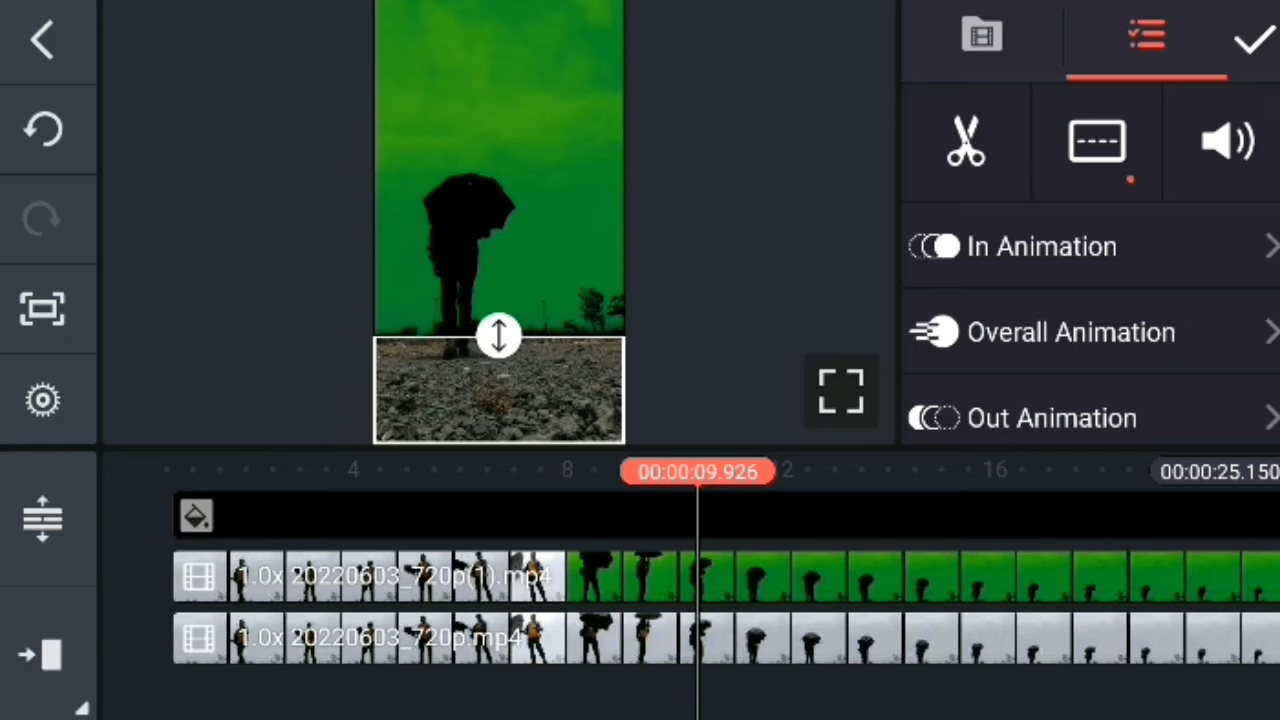 In Animation
Overall Animation
Out Animation
4
8
00:00:09.926
2
16
00:00:25.150
1.0x 20220603_720p(1).mp4
1.0x 20220603_720p.mp4